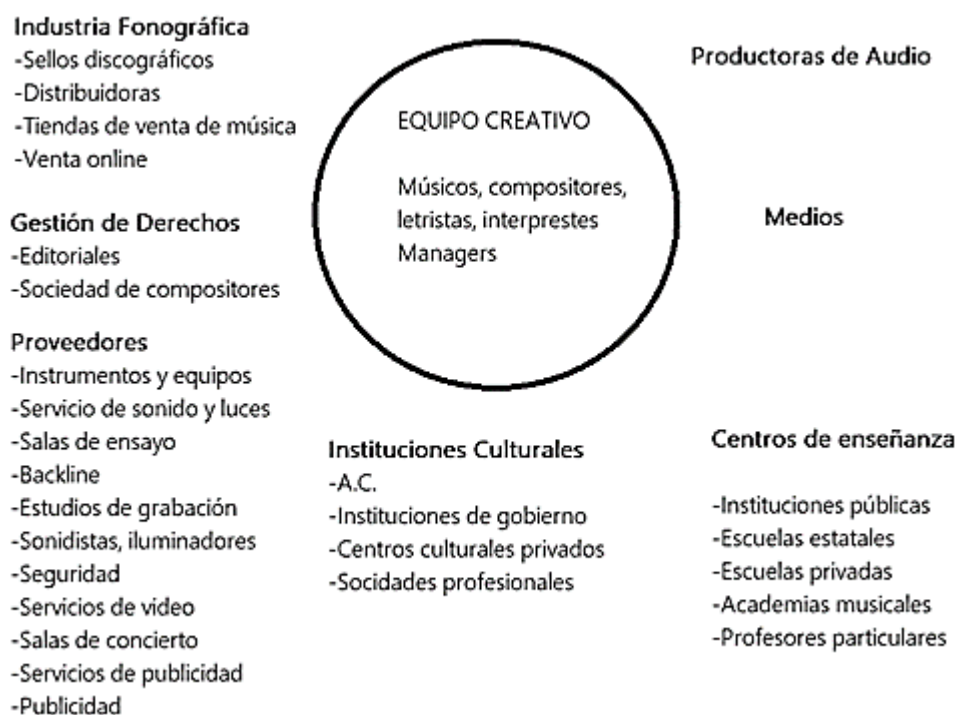 Industria Fonográfica
-Sellos discográficos
-Distribuidoras
-Tiendas de venta de música
-Venta online
Gestión de Derechos
-Editoriales
-Sociedad de compositores
Proveedores
-Instrumentos y equipos
-Servicio de sonido y luces
-Salas de ensayo
-Backline
-Estudios de grabación
-Sonidistas, iluminadores
-Seguridad
-Servicios de video
-Salas de concierto
-Servicios de publicidad
-Publicidad
EQUIPO CREATIVO
Músicos, compositores,
letristas, interprestes
Managers
Instituciones Culturales
-A.C.
-Instituciones de gobierno
-Centros culturales privados
-Socidades profesionales
Productoras de Audio
Medios
Centros de enseñanza
-Instituciones públicas
-Escuelas estatales
-Escuelas privadas
-Academias musicales
-Profesores particulares